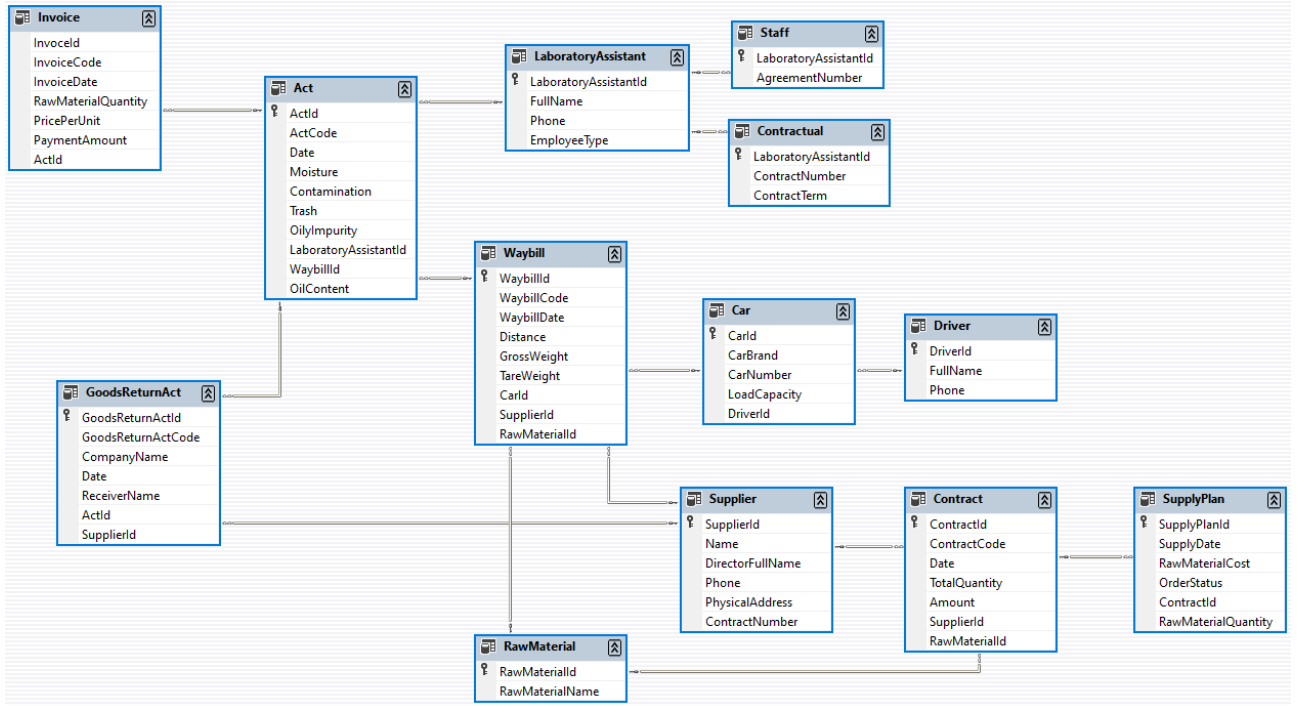 Invoice
InvoceId
InvoiceCode
InvoiceDate
RawMaterialQuantity
PricePerUnit
PaymentAmount
ActId
Act
ActId
ActCode
Date
Moisture
Contamination
Trash
OilyImpurity
LaboratoryAssistantId
WaybillId
OilContent
LaboratoryAssistant
LaboratoryAssistantId
FullName
Phone
EmployeeType
Staff
LaboratoryAssistantId
AgreementNumber
Contractual
LaboratoryAssistantId
ContractNumber
ContractTerm
Waybill
WaybillId
WaybillCode
WaybillDate
Distance
GrossWeight
TareWeight
CarId
SupplierId
RawMaterialId
Car
CarId
CarBrand
CarNumber
LoadCapacity
DriverId
Driver
DriverId
FullName
Phone
GoodsReturnAct
GoodsReturnActId
GoodsReturnActCode
CompanyName
Date
ReceiverName
ActId
SupplierId
Supplier
SupplierId
Name
DirectorFullName
Phone
PhysicalAddress
ContractNumber
Contract
ContractId
ContractCode
Date
TotalQuantity
Amount
SupplierId
RawMaterialId
SupplyPlan
SupplyPlanId
SupplyDate
RawMaterialCost
OrderStatus
ContractId
RawMaterialQuantity
RawMaterial
RawMaterialId
RawMaterialName